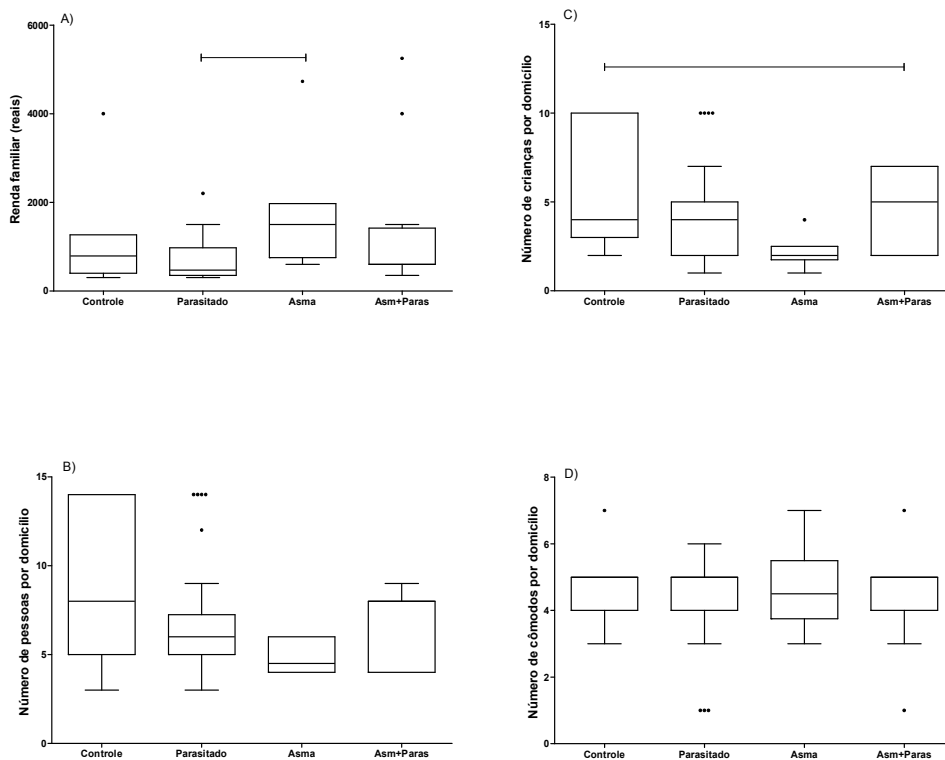 A)
Renda familiar (reais)
6000
4000
2000
0
Controle Parasitado Asma Asm+Paras
C)
Número de crianças por domicílio
15
10
5
0
Controle Parasitado Asma Asm+Paras
B)
Número de pessoas por domicílio
15
10
5
0
Controle Parasitado Asma Asm+Paras
D)
Número de cômodos por domicílio
8
6
4
2
0
Controle Parasitado Asma Asm+Paras